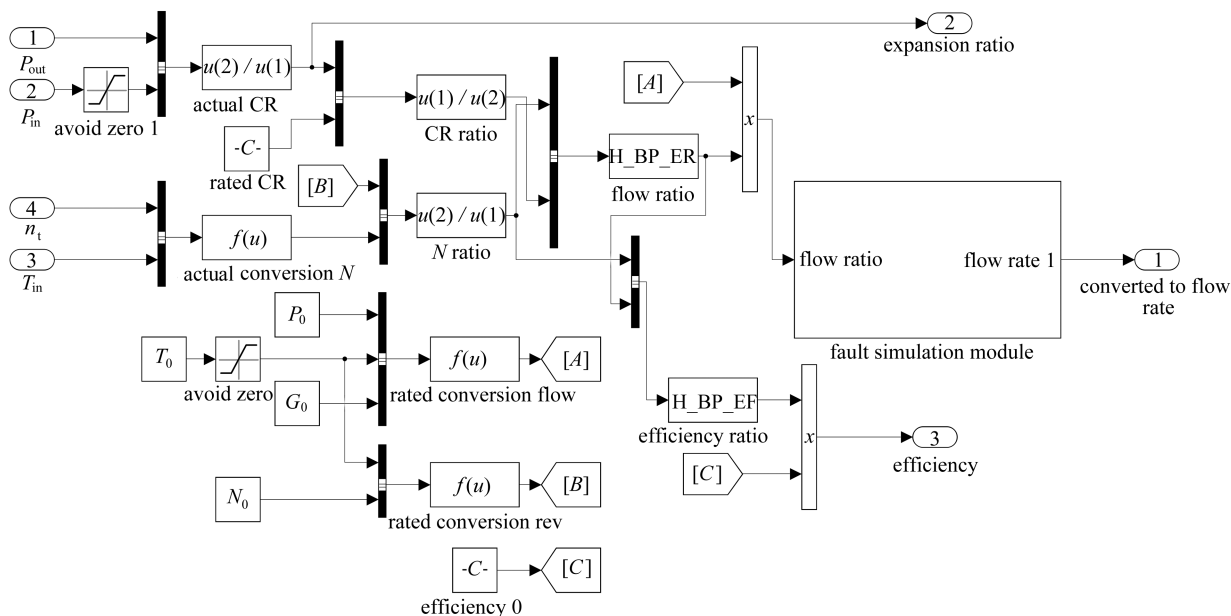 1
P_out
2
P_in
avoid zero 1
u(2) / u(1)
actual CR
-C-
rated CR
u(1) / u(2)
CR ratio
2
expansion ratio
[A]
x
H_BP_ER
flow ratio
4
n_t
3
T_in
f(u)
actual conversion N
[B]
u(2) / u(1)
N ratio
flow ratio
flow rate 1
fault simulation module
1
converted to flow
rate
P_0
T_0
avoid zero
G_0
f(u)
rated conversion flow
[A]
N_0
f(u)
rated conversion rev
[B]
-C-
efficiency 0
[C]
H_BP_EF
efficiency ratio
[C]
x
3
efficiency